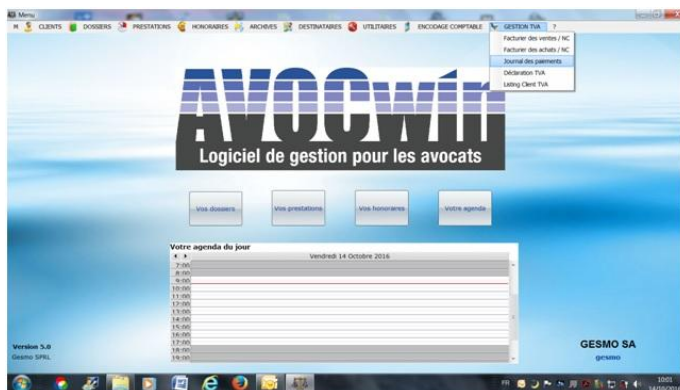 Menu
M CLIENTS DOSSIERS PRESTATIONS HONORAIRES ARCHIVES DESTINATAIRES UTILITAIRES ENCODAGE COMPTABLE GESTION TVA ?
Facturier des ventes / NC
Facturier des achats / NC
Journal des paiements
Déclaration TVA
Listing Client TVA
AVOCwin
Logiciel de gestion pour les avocats
Vos dossiers Vos prestations Vos honoraires Votre agenda
Votre agenda du jour
Vendredi 14 Octobre 2016
7:00
8:00
9:00
10:00
11:00
12:00
13:00
14:00
15:00
16:00
17:00
18:00
19:00
Version 5.0
Gesmo SPRL
GESMO SA
gesmo
FR
10:01
14/10/2016